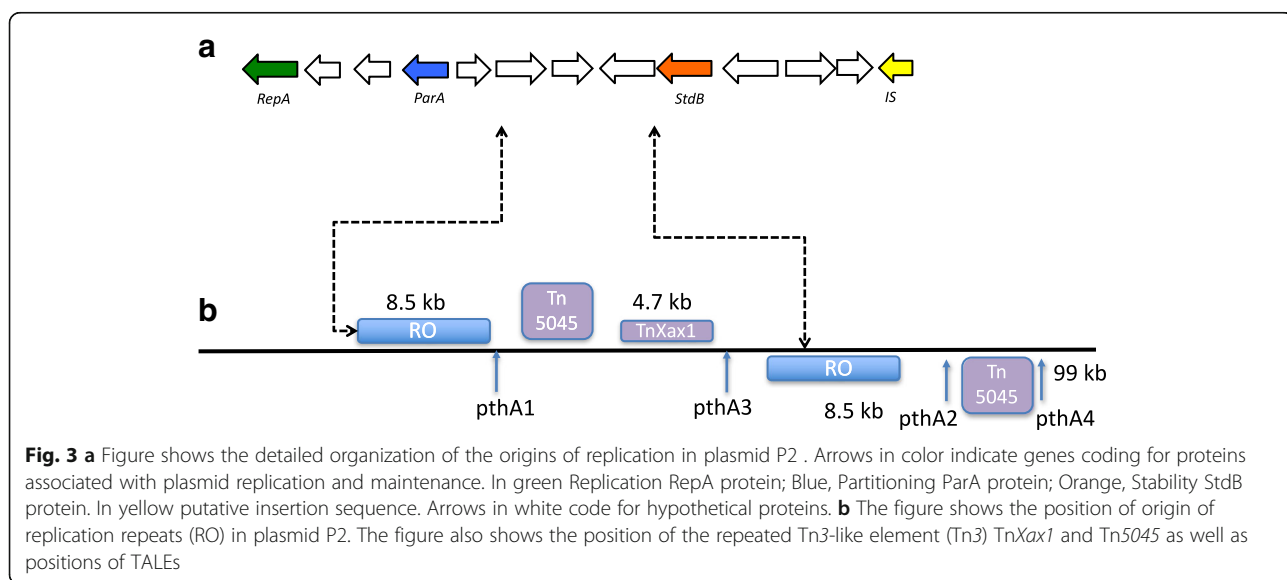 a
RepA
ParA
StdB
IS
b
8.5 kb
RO
Tn
5045
4.7 kb
TnXax1
RO
8.5 kb
Tn
5045
99 kb
pthA1
pthA3
pthA2
pthA4
Fig. 3 a Figure shows the detailed organization of the origins of replication in plasmid P2 . Arrows in color indicate genes coding for proteins
associated with plasmid replication and maintenance. In green Replication RepA protein; Blue, Partitioning ParA protein; Orange, Stability StdB
protein. In yellow putative insertion sequence. Arrows in white code for hypothetical proteins. b The figure shows the position of origin of
replication repeats (RO) in plasmid P2. The figure also shows the position of the repeated Tn3-like element (Tn3) TnXax1 and Tn5045 as well as
positions of TALEs